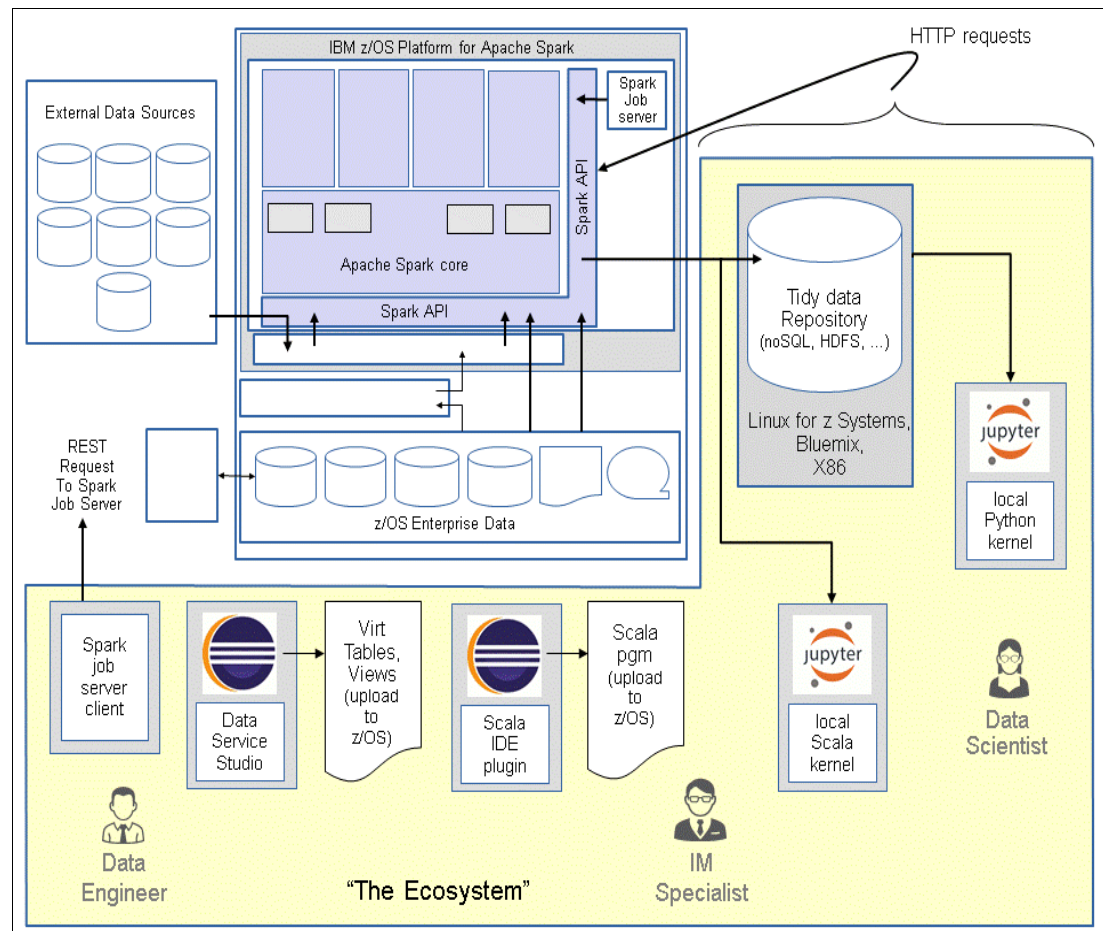 IBM z/OS Platform for Apache Spark
HTTP requests
External Data Sources
Spark
Job
server
Spark API
Apache Spark core
Spark API
Tidy data
Repository
(noSQL, HDFS, ...)
Linux for z Systems,
Bluemix,
X86
jupyter
local
Python
kernel
REST
Request
To Spark
Job Server
z/OS Enterprise Data
Spark
job
server
client
Data
Service
Studio
Virt
Tables,
Views
(upload
to
z/OS)
Scala
IDE
plugin
Scala
pgm
(upload
to
z/OS)
jupyter
local
Scala
kernel
Data
Scientist
Data
Engineer
IM
Specialist
“The Ecosystem”